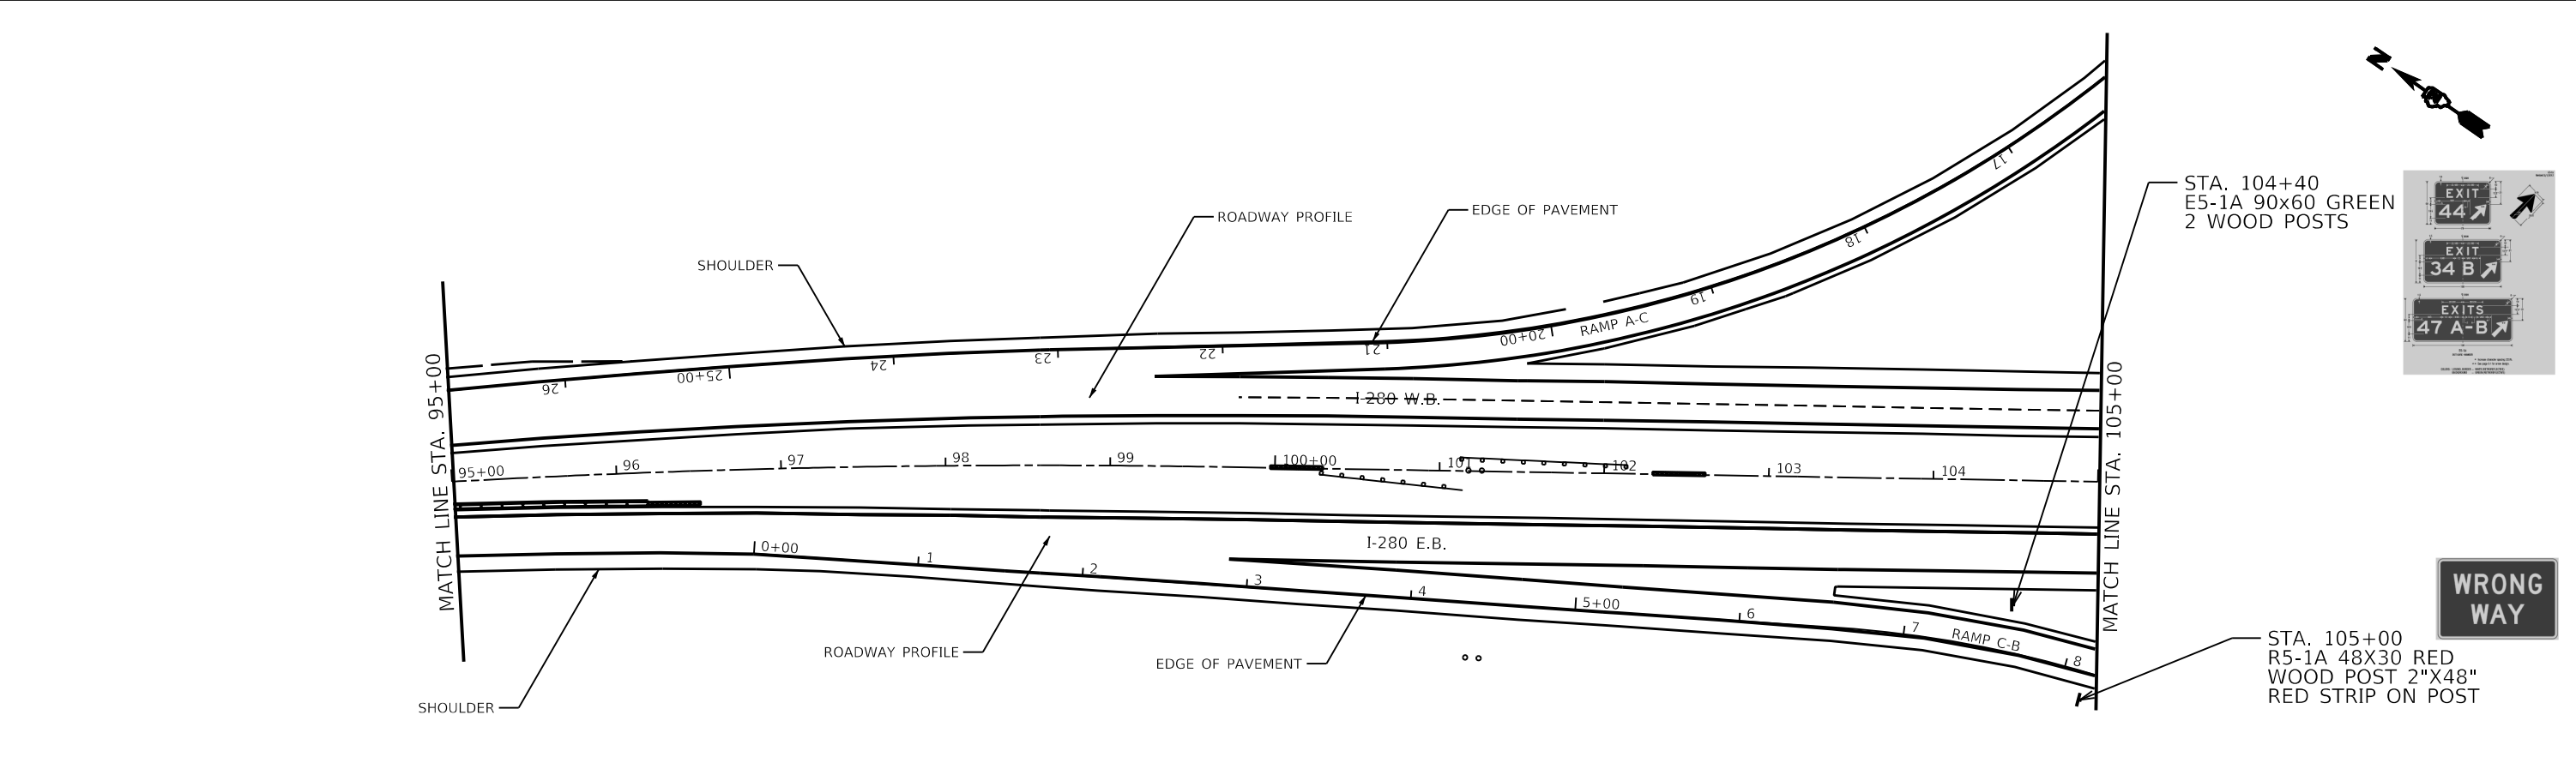 N
STA. 104+40
E5-1A 90x60 GREEN
2 WOOD POSTS
EXIT
44
EXIT
34 B
EXITS
47 A-B
ROADWAY PROFILE
EDGE OF PAVEMENT
SHOULDER
17
18
19
RAMP A-C
20+00
21
22
23
24
25+00
26
I-280 W.B.
MATCH LINE STA. 95+00
MATCH LINE STA. 105+00
95+00
96
97
98
99
100+00
101
102
103
104
I-280 E.B.
0+00
1
2
3
4
5+00
6
7
RAMP C-B
8
WRONG
WAY
STA. 105+00
R5-1A 48X30 RED
WOOD POST 2"X48"
RED STRIP ON POST
ROADWAY PROFILE
EDGE OF PAVEMENT
SHOULDER